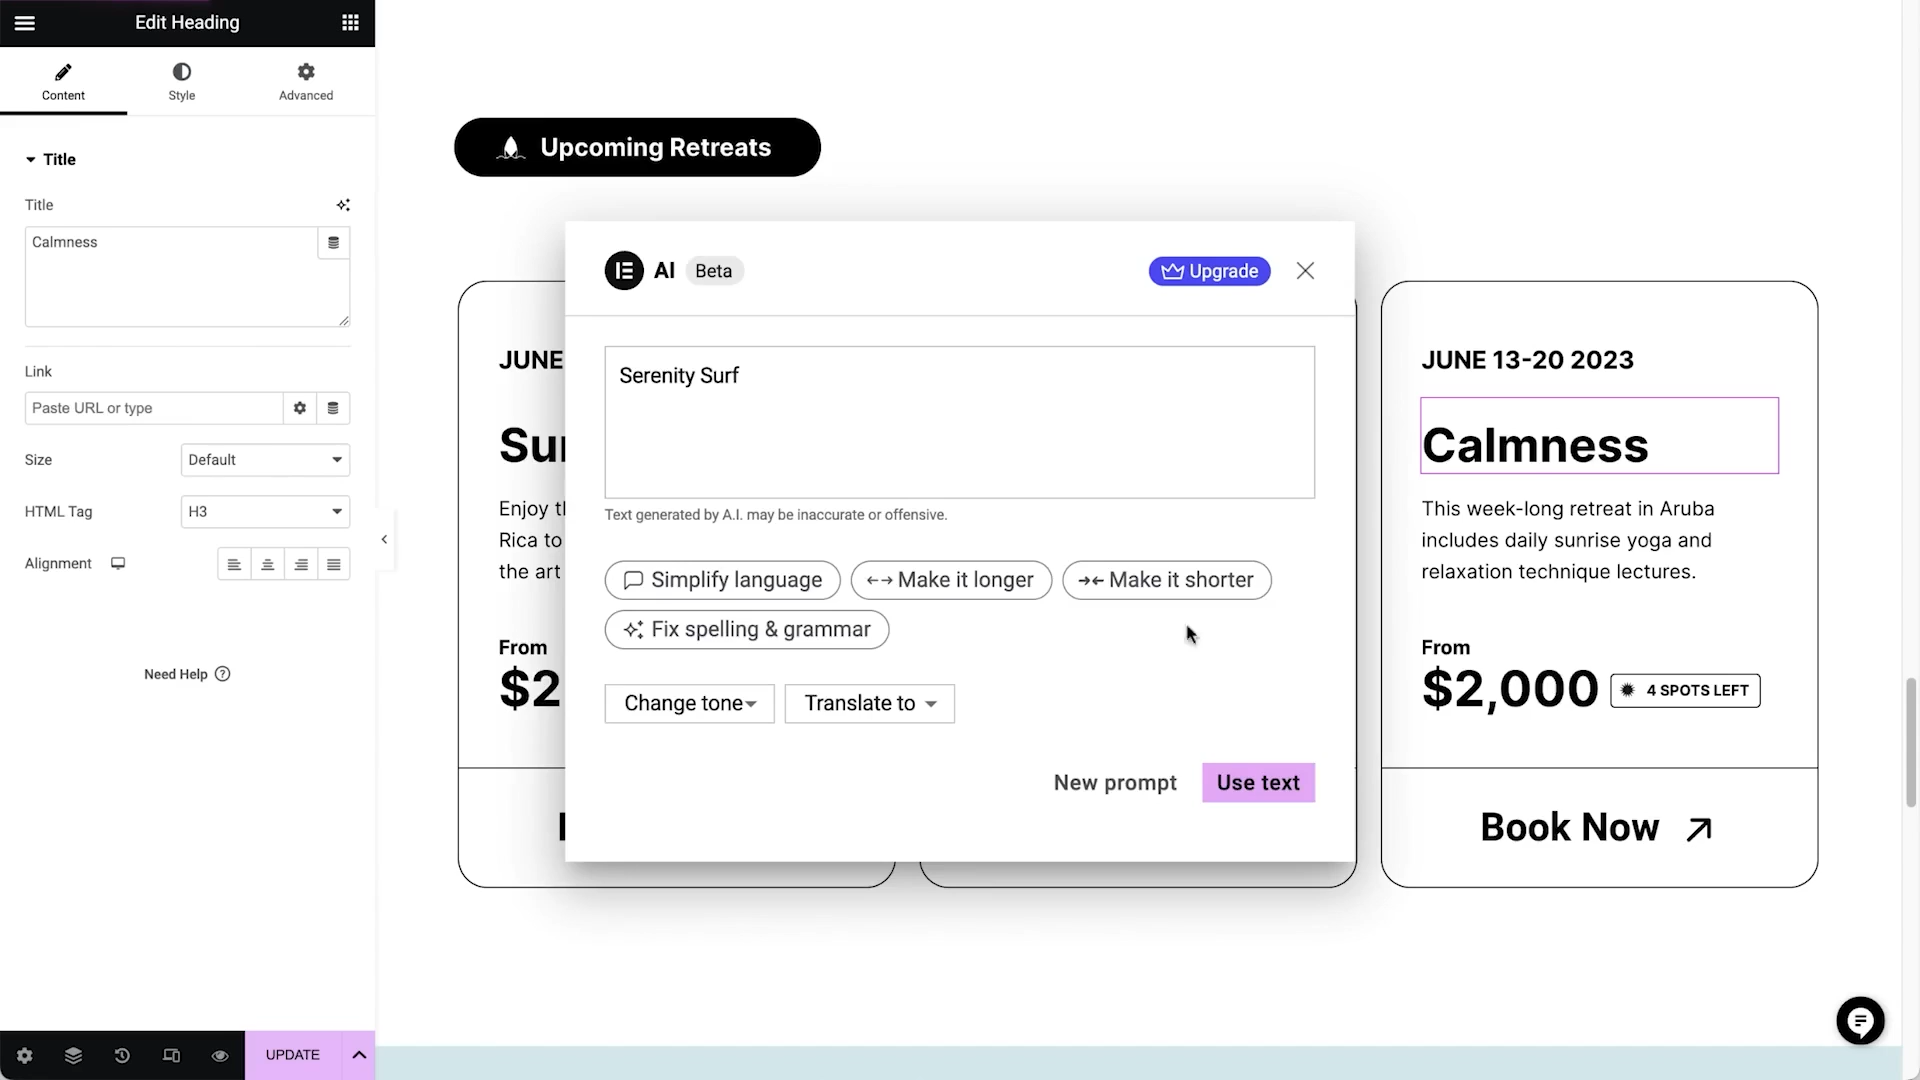 Edit Heading
Content
Style
Advanced
Title
Title
Calmness
Link
Paste URL or type
Size
Default
HTML Tag
H3
Alignment
Need Help
UPDATE
Upcoming Retreats
AI
Beta
Upgrade
Serenity Surf
Text generated by A.I. may be inaccurate or offensive.
Simplify language
Make it longer
Make it shorter
Fix spelling & grammar
Change tone
Translate to
New prompt
Use text
JUNE
Enjoy
Rica to
the art
From
$2
JUNE 13-20 2023
Calmness
This week-long retreat in Aruba
includes daily sunrise yoga and
relaxation technique lectures.
From
$2,000
4 SPOTS LEFT
Book Now